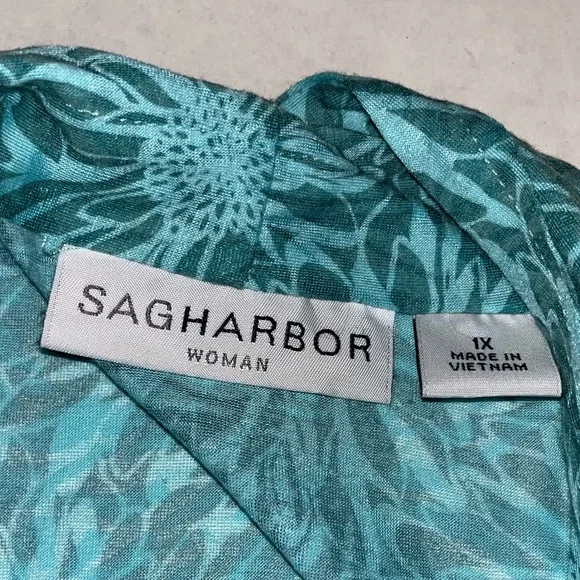 SAGHARBOR
WOMAN
1X
MADE IN
VIETNAM